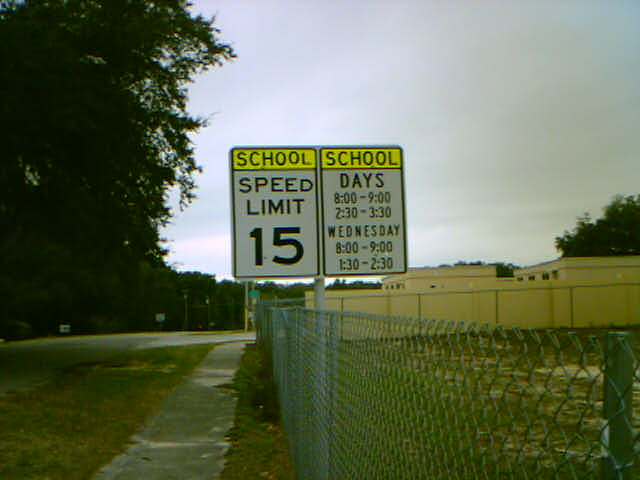 SCHOOL
SPEED
LIMIT
15
SCHOOL
DAYS
8:00-9:00
2:30-3:30
WEDNESDAY
8:00-9:00
1:30-2:30